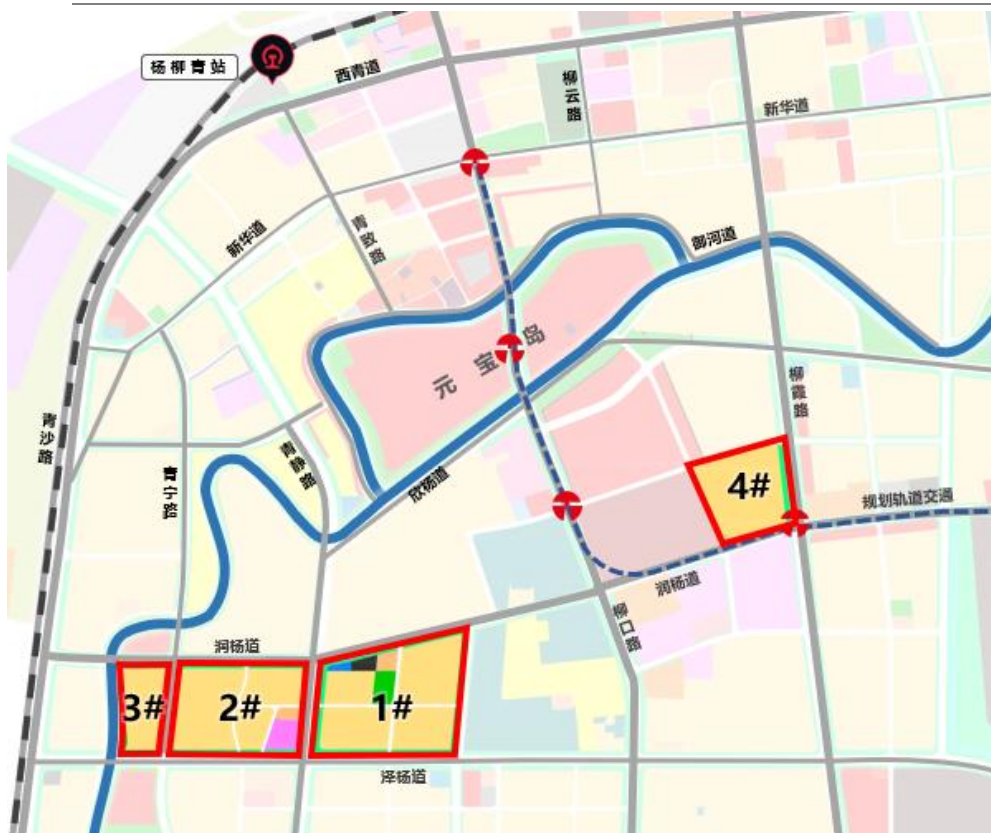 杨柳青站
西青道
柳云路
新华道
青致路
新华道
御河道
元宝岛
柳霞路
青沙路
青静路
青宁路
欣杨道
4#
规划轨道交通
润杨道
柳口路
润杨道
3#
2#
1#
泽杨道